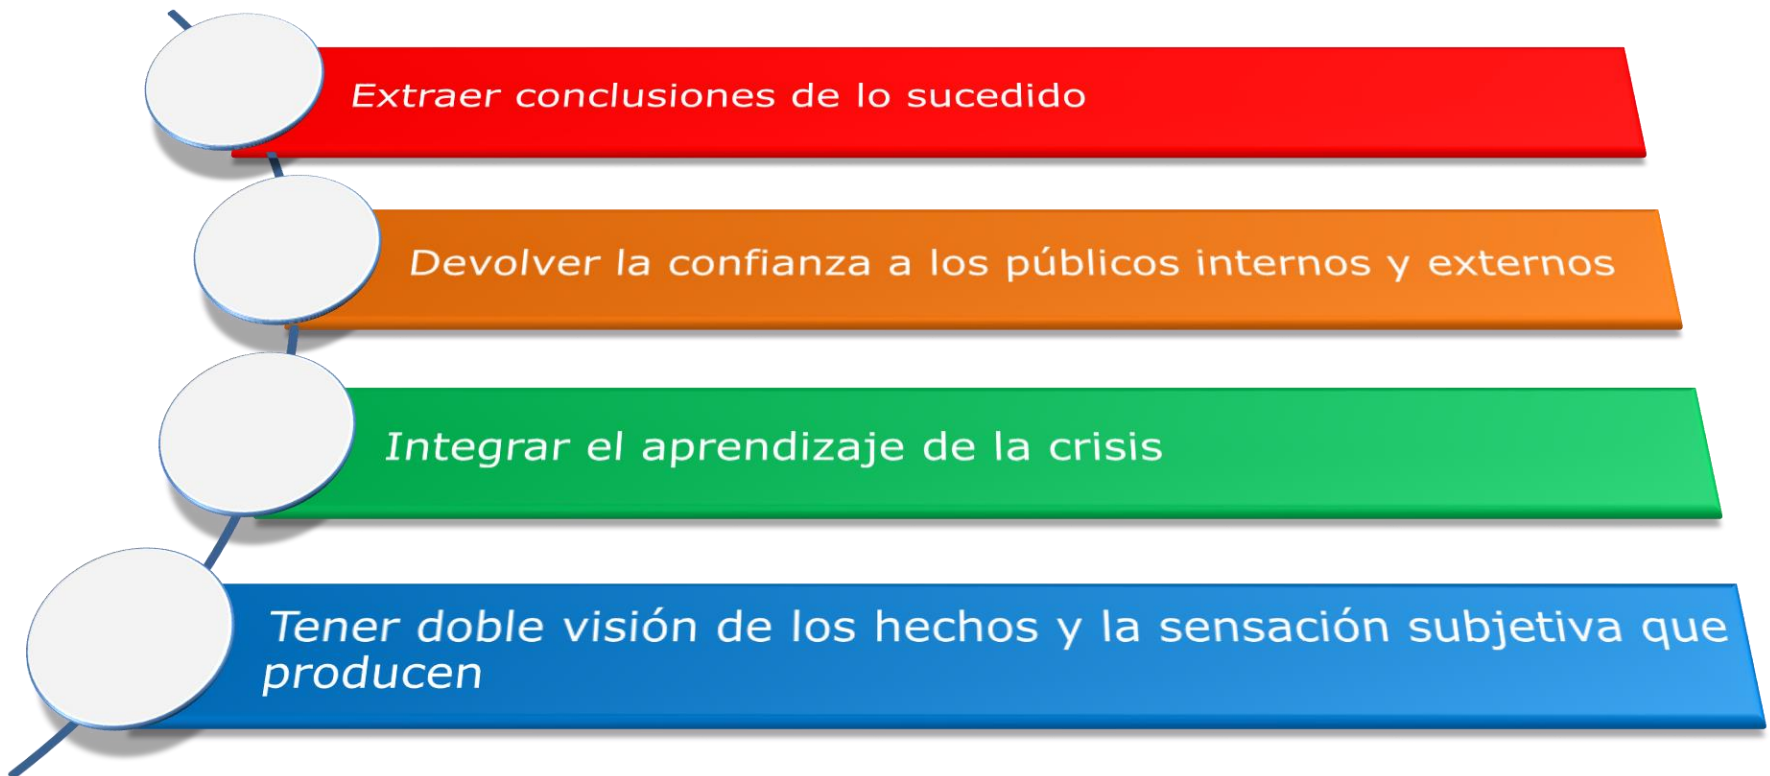 Extraer conclusiones de lo sucedido
Devolver la confianza a los públicos internos y externos
Integrar el aprendizaje de la crisis
Tener doble visión de los hechos y la sensación subjetiva que
producen